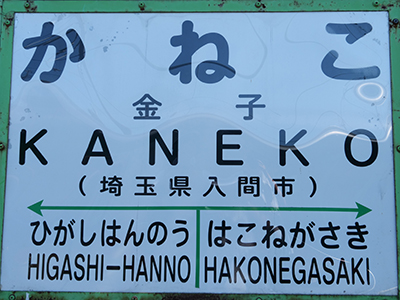 かねこ
金子
KANEKO
(埼玉県入間市)
ひがしはんのう はこねがさき
HIGASHI-HANNO HAKONEGASAKI